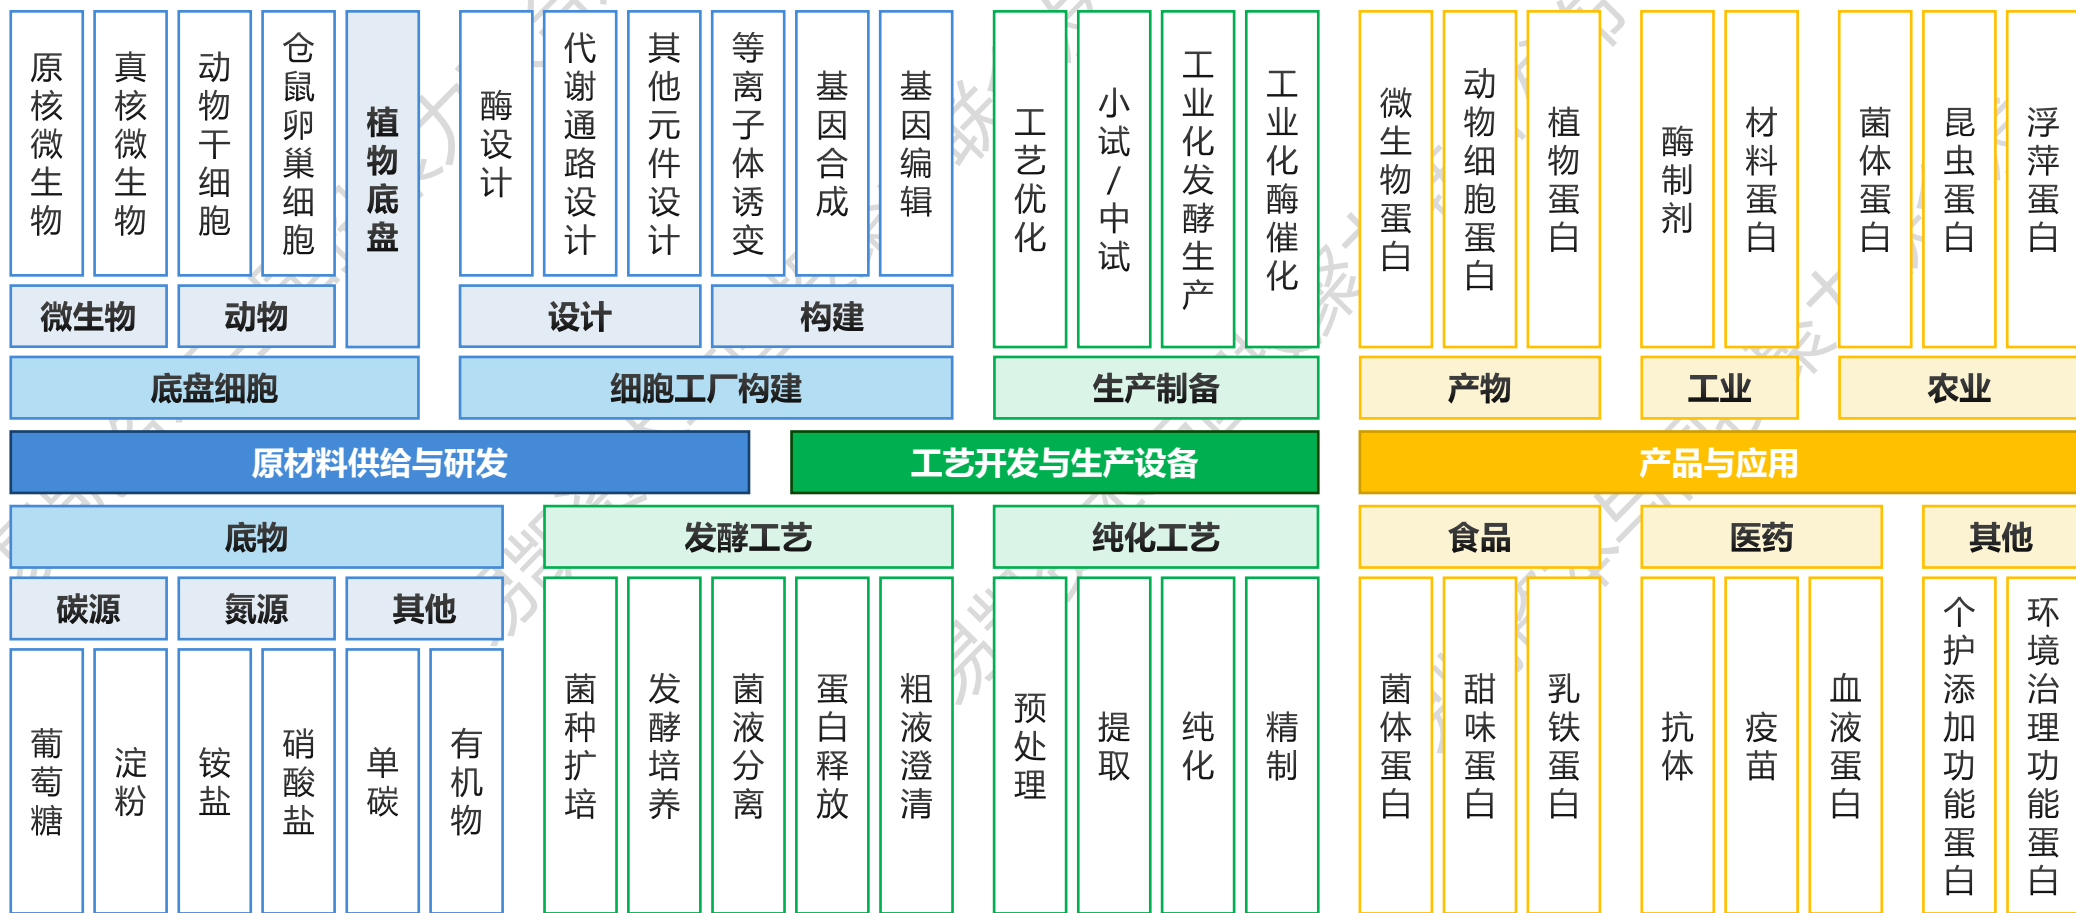 原核微生物
真核微生物
动物干细胞
仓鼠卵巢细胞
植物底盘
酶设计
代谢通路设计
其他元件设计
等离子体诱变
基因合成
基因编辑
工艺优化
小试/中试
工业化发酵生产
工业化酶催化
微生物蛋白
动物细胞蛋白
植物蛋白
酶制剂
材料蛋白
菌体蛋白
昆虫蛋白
浮萍蛋白
微生物
动物
设计
构建
底盘细胞
细胞工厂构建
生产制备
产物
工业
农业
原材料供给与研发
工艺开发与生产设备
产品与应用
底物
发酵工艺
纯化工艺
食品
医药
其他
碳源
氮源
其他
葡萄糖
淀粉
铵盐
硝酸盐
单碳
有机物
菌种扩培
发酵培养
菌液分离
蛋白释放
粗液澄清
预处理
提取
纯化
精制
菌体蛋白
甜味蛋白
乳铁蛋白
抗体
疫苗
血液蛋白
个护添加功能蛋白
环境治理功能蛋白